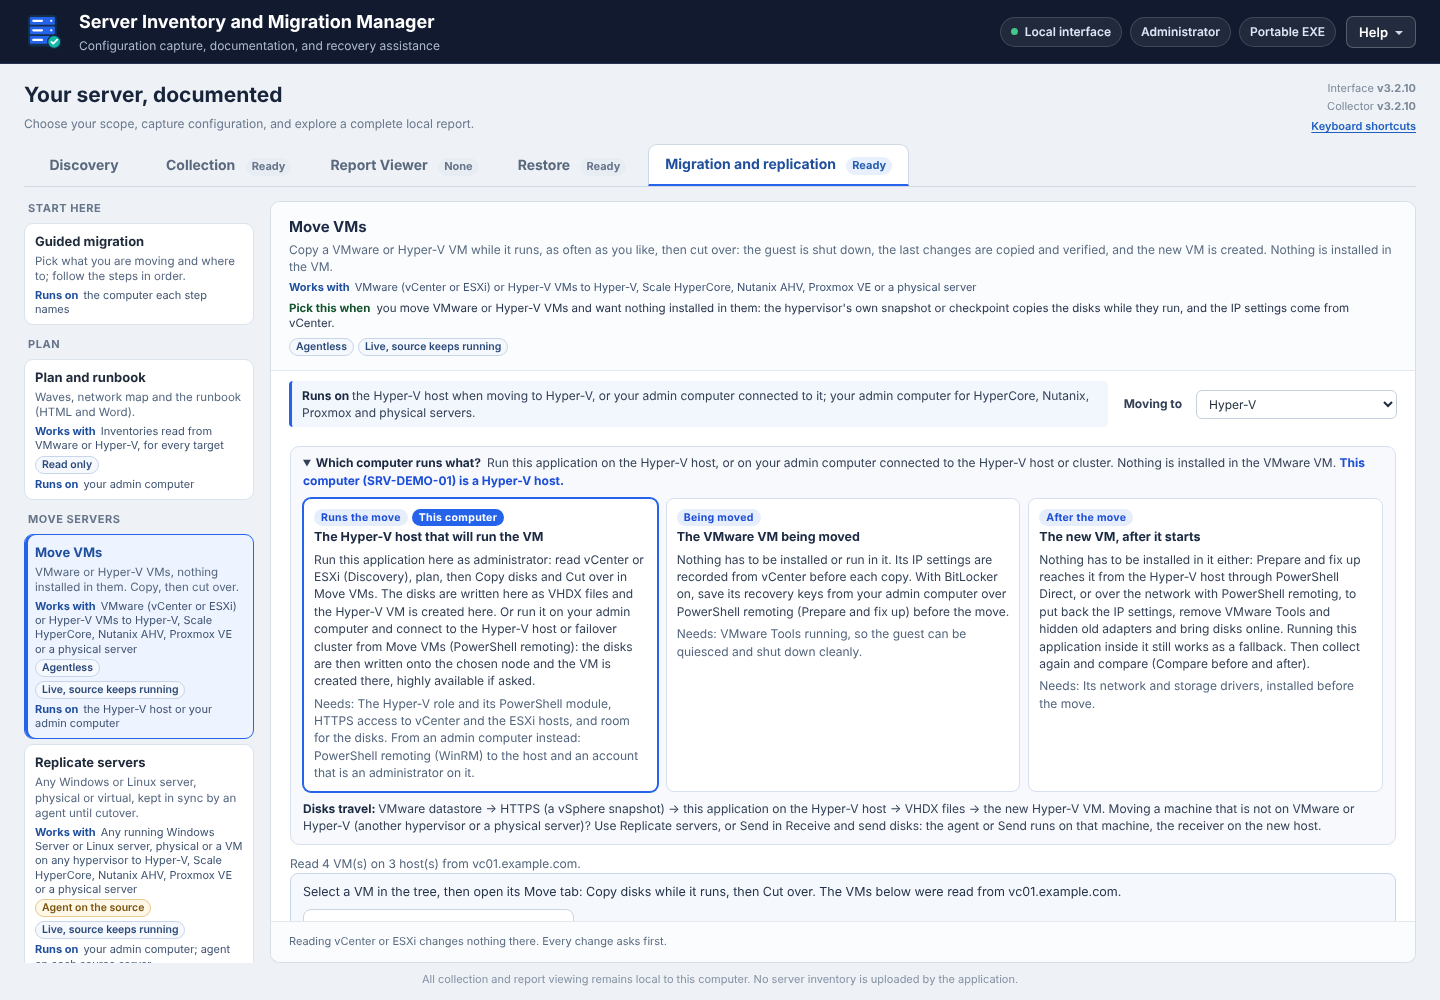 Server Inventory and Migration Manager
Configuration capture, documentation, and recovery assistance
Local interface
Administrator
Portable EXE
Help
Your server, documented
Choose your scope, capture configuration, and explore a complete local report.
Interface v3.2.10
Collector v3.2.10
Keyboard shortcuts
Discovery
Collection Ready
Report Viewer None
Restore Ready
Migration and replication Ready
START HERE
Guided migration
Pick what you are moving and where
to; follow the steps in order.
Runs on the computer each step
names
PLAN
Plan and runbook
Waves, network map and the runbook
(HTML and Word).
Works with Inventories read from
VMware or Hyper-V, for every target
Read only
Runs on your admin computer
MOVE SERVERS
Move VMs
VMware or Hyper-V VMs, nothing
installed in them. Copy, then cut over.
Works with VMware (vCenter or ESXi)
or Hyper-V VMs to Hyper-V, Scale
HyperCore, Nutanix AHV, Proxmox VE
or a physical server
Agentless
Live, source keeps running
Runs on the Hyper-V host or your
admin computer
Replicate servers
Any Windows or Linux server,
physical or virtual, kept in sync by an
agent until cutover.
Works with Any running Windows
Server or Linux server, physical or a VM
on any hypervisor to Hyper-V, Scale
HyperCore, Nutanix AHV, Proxmox VE
or a physical server
Agent on the source
Live, source keeps running
Runs on your admin computer; agent
on each source server
Move VMs
Copy a VMware or Hyper-V VM while it runs, as often as you like, then cut over: the guest is shut down, the last changes are copied and verified, and the new VM is created. Nothing is installed in
the VM.
Works with VMware (vCenter or ESXi) or Hyper-V VMs to Hyper-V, Scale HyperCore, Nutanix AHV, Proxmox VE or a physical server
Pick this when you move VMware or Hyper-V VMs and want nothing installed in them: the hypervisor's own snapshot or checkpoint copies the disks while they run, and the IP settings come from
vCenter.
Agentless
Live, source keeps running
Runs on the Hyper-V host when moving to Hyper-V, or your admin computer connected to it; your admin computer for HyperCore, Nutanix,
Proxmox and physical servers.
Moving to
Hyper-V
▼ Which computer runs what? Run this application on the Hyper-V host, or on your admin computer connected to the Hyper-V host or cluster. Nothing is installed in the VMware VM. This
computer (SRV-DEMO-01) is a Hyper-V host.
Runs the move This computer
The Hyper-V host that will run the VM
Run this application here as administrator: read vCenter or
ESXi (Discovery), plan, then Copy disks and Cut over in
Move VMs. The disks are written here as VHDX files and
the Hyper-V VM is created here. Or run it on your admin
computer and connect to the Hyper-V host or failover
cluster from Move VMs (PowerShell remoting): the disks
are then written onto the chosen node and the VM is
created there, highly available if asked.
Needs: The Hyper-V role and its PowerShell module,
HTTPS access to vCenter and the ESXi hosts, and room
for the disks. From an admin computer instead:
PowerShell remoting (WinRM) to the host and an account
that is an administrator on it.
Being moved
The VMware VM being moved
Nothing has to be installed or run in it. Its IP settings are
recorded from vCenter before each copy. With BitLocker
on, save its recovery keys from your admin computer over
PowerShell remoting (Prepare and fix up) before the move.
Needs: VMware Tools running, so the guest can be
quiesced and shut down cleanly.
After the move
The new VM, after it starts
Nothing has to be installed in it either: Prepare and fix up
reaches it from the Hyper-V host through PowerShell
Direct, or over the network with PowerShell remoting, to
put back the IP settings, remove VMware Tools and
hidden old adapters and bring disks online. Running this
application inside it still works as a fallback. Then collect
again and compare (Compare before and after).
Needs: Its network and storage drivers, installed before
the move.
Disks travel: VMware datastore → HTTPS (a vSphere snapshot) → this application on the Hyper-V host → VHDX files → the new Hyper-V VM. Moving a machine that is not on VMware or
Hyper-V (another hypervisor or a physical server)? Use Replicate servers, or Send in Receive and send disks: the agent or Send runs on that machine, the receiver on the new host.
Read 4 VM(s) on 3 host(s) from vc01.example.com.
Select a VM in the tree, then open its Move tab: Copy disks while it runs, then Cut over. The VMs below were read from vc01.example.com.
Reading vCenter or ESXi changes nothing there. Every change asks first.
All collection and report viewing remains local to this computer. No server inventory is uploaded by the application.